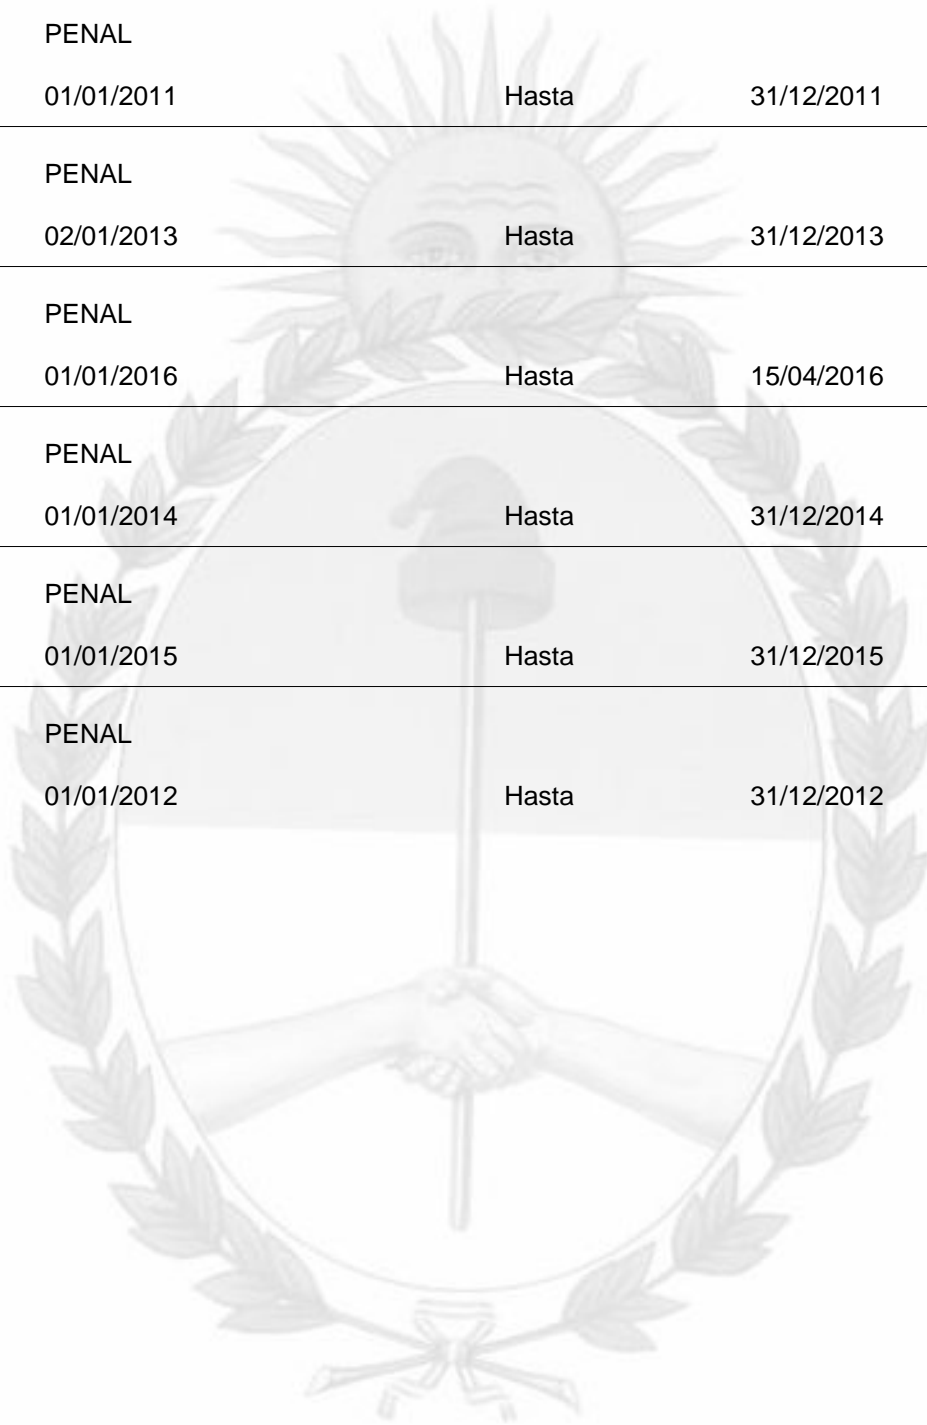 PENAL
01/01/2011 Hasta 31/12/2011
PENAL
02/01/2013 Hasta 31/12/2013
PENAL
01/01/2016 Hasta 15/04/2016
PENAL
01/01/2014 Hasta 31/12/2014
PENAL
01/01/2015 Hasta 31/12/2015
PENAL
01/01/2012 Hasta 31/12/2012